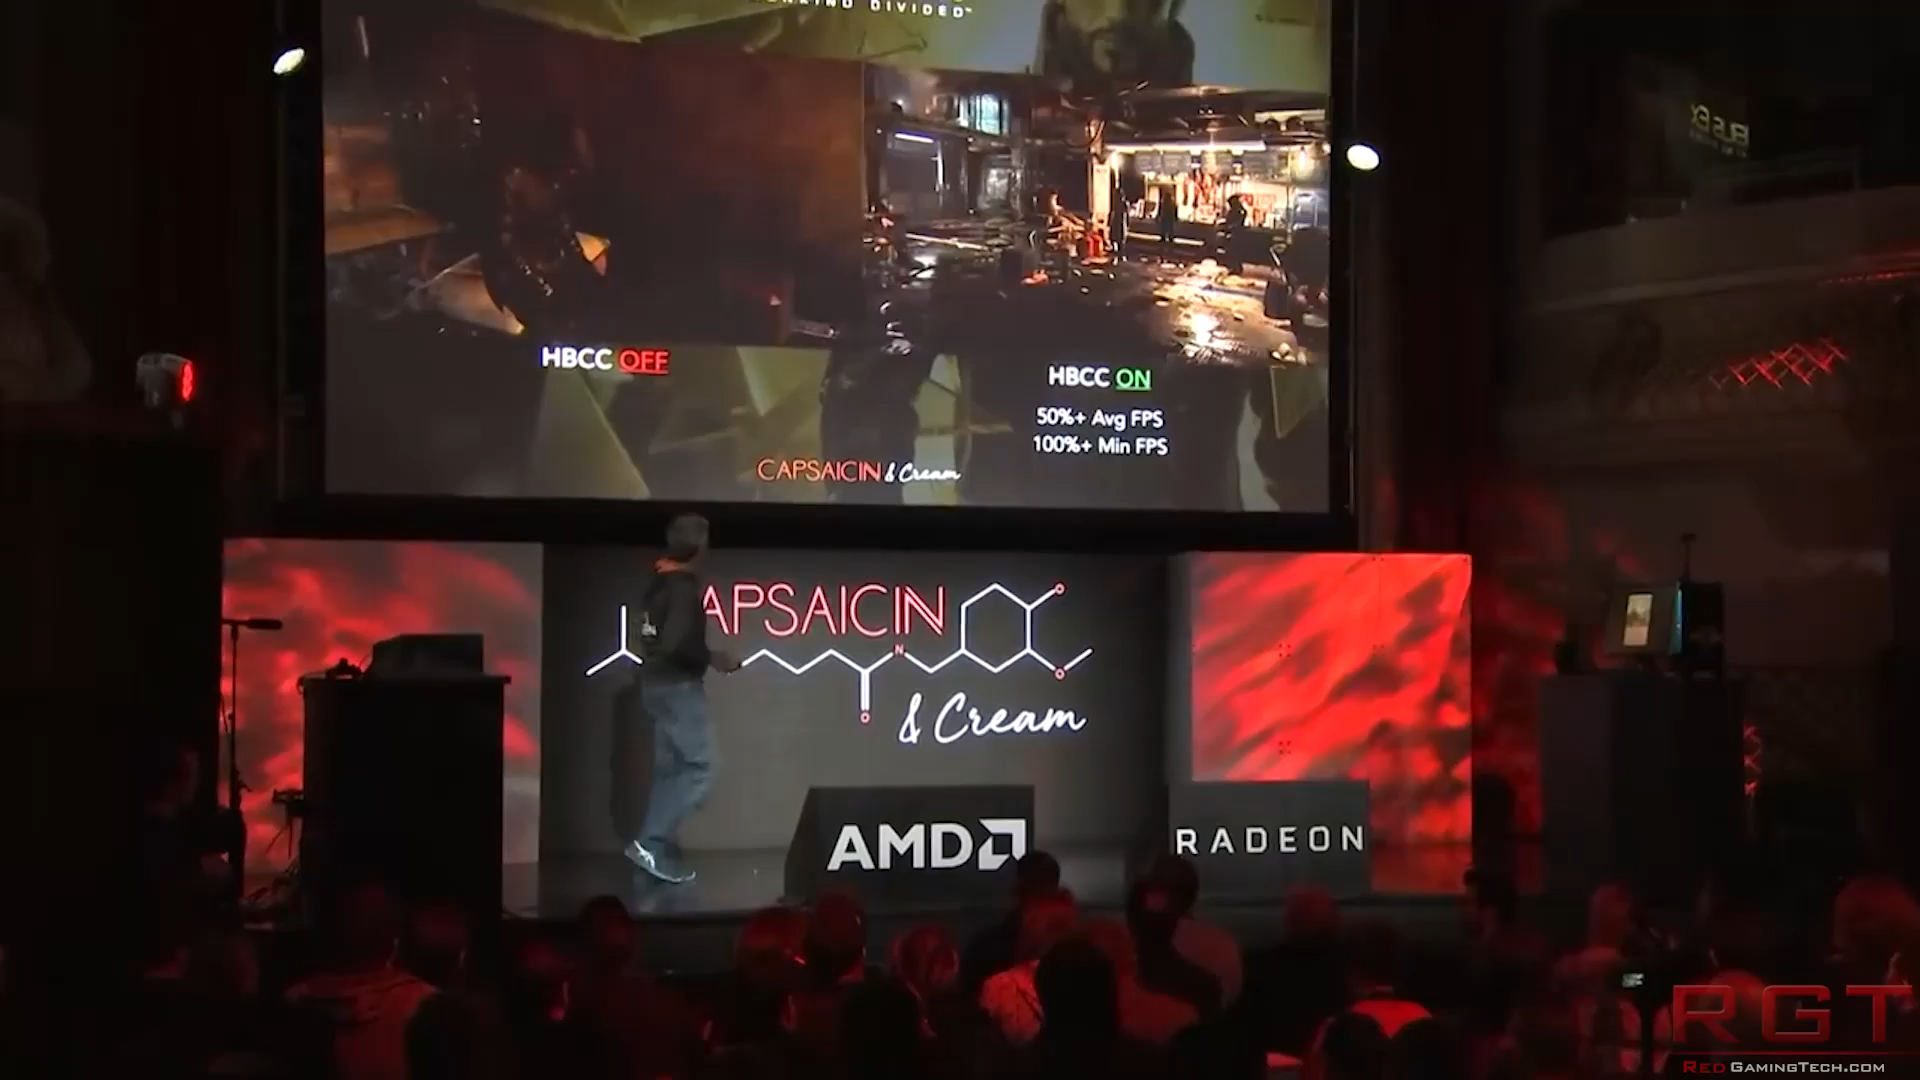 DIVIDED™
HBCC OFF
HBCC ON
50%+ Avg FPS
100%+ Min FPS
CAPSAICIN & Cream
APSAICIN
N
O
O
O
& Cream
AMD
RADEON
RGT
REDGAMINGTECH.COM